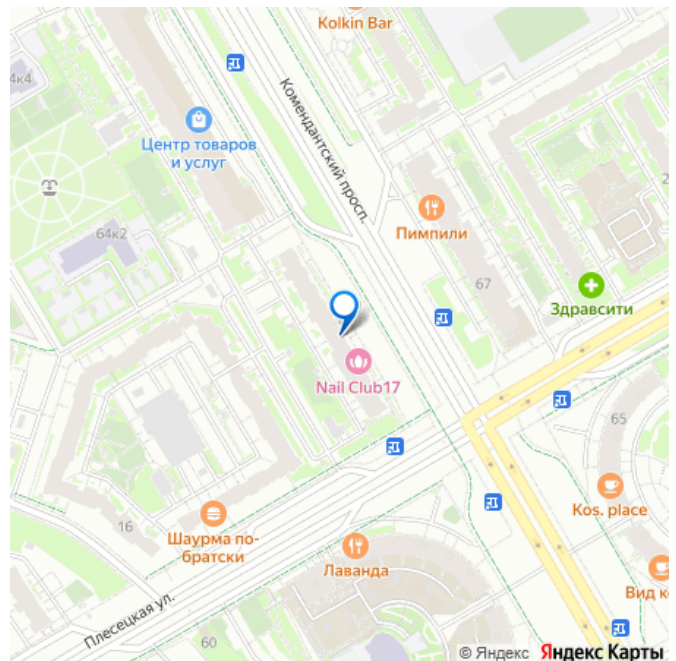 Kolkin Bar
4к4
Комендантский просп.
Центр товаров
и услуг
64к2
Пимпили
67
Здравсити
Nail Club17
65
Kos. place
16
Шаурма по-
братски
Лаванда
Плесецкая ул.
60
© Яндекс Яндекс Карты